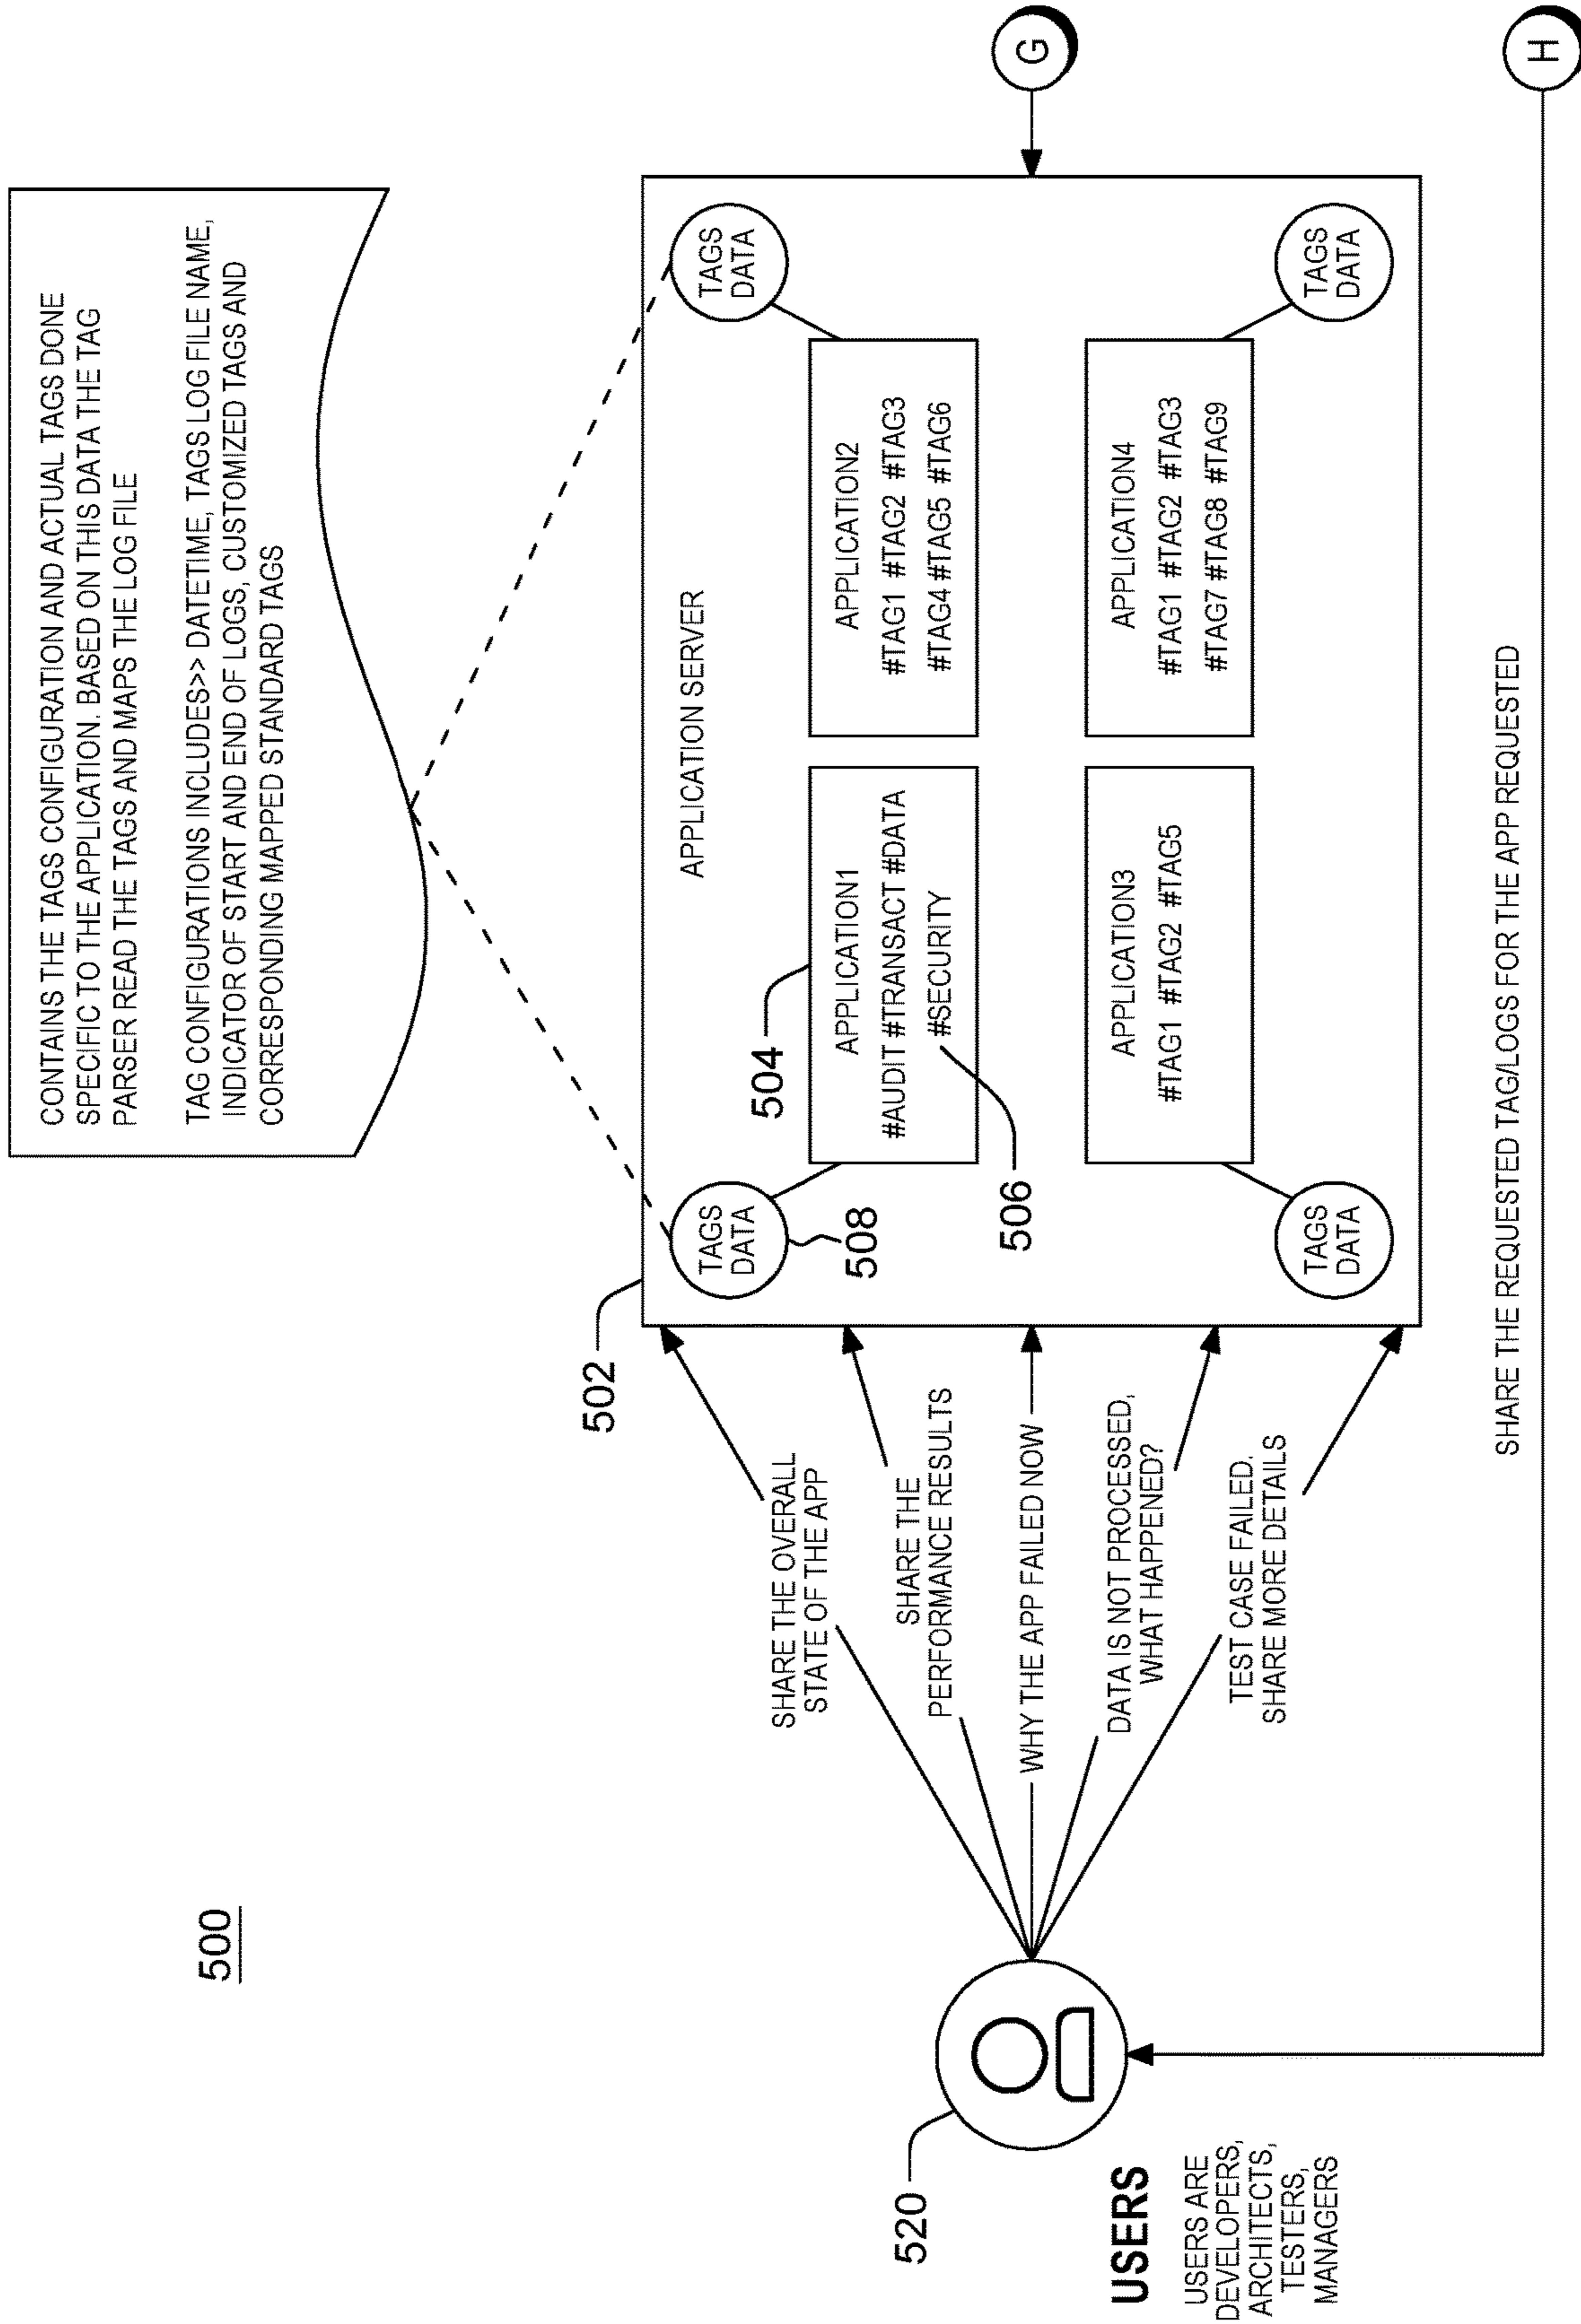 500
CONTAINS THE TAGS CONFIGURATION AND ACTUAL TAGS DONE
SPECIFIC TO THE APPLICATION. BASED ON THIS DATA THE TAG
PARSER READ THE TAGS AND MAPS THE LOG FILE
TAG CONFIGURATIONS INCLUDES>> DATETIME, TAGS LOG FILE NAME,
INDICATOR OF START AND END OF LOGS, CUSTOMIZED TAGS AND
CORRESPONDING MAPPED STANDARD TAGS
502
APPLICATION SERVER
TAGS
DATA
508
504
APPLICATION1
#AUDIT #TRANSACT #DATA
#SECURITY
506
APPLICATION2
#TAG1 #TAG2 #TAG3
#TAG4 #TAG5 #TAG6
TAGS
DATA
APPLICATION3
#TAG1 #TAG2 #TAG5
TAGS
DATA
APPLICATION4
#TAG1 #TAG2 #TAG3
#TAG7 #TAG8 #TAG9
TAGS
DATA
G
SHARE THE OVERALL
STATE OF THE APP
SHARE THE
PERFORMANCE RESULTS
WHY THE APP FAILED NOW
DATA IS NOT PROCESSED,
WHAT HAPPENED?
TEST CASE FAILED.
SHARE MORE DETAILS
520
USERS
USERS ARE
DEVELOPERS,
ARCHITECTS,
TESTERS,
MANAGERS
SHARE THE REQUESTED TAG/LOGS FOR THE APP REQUESTED
H